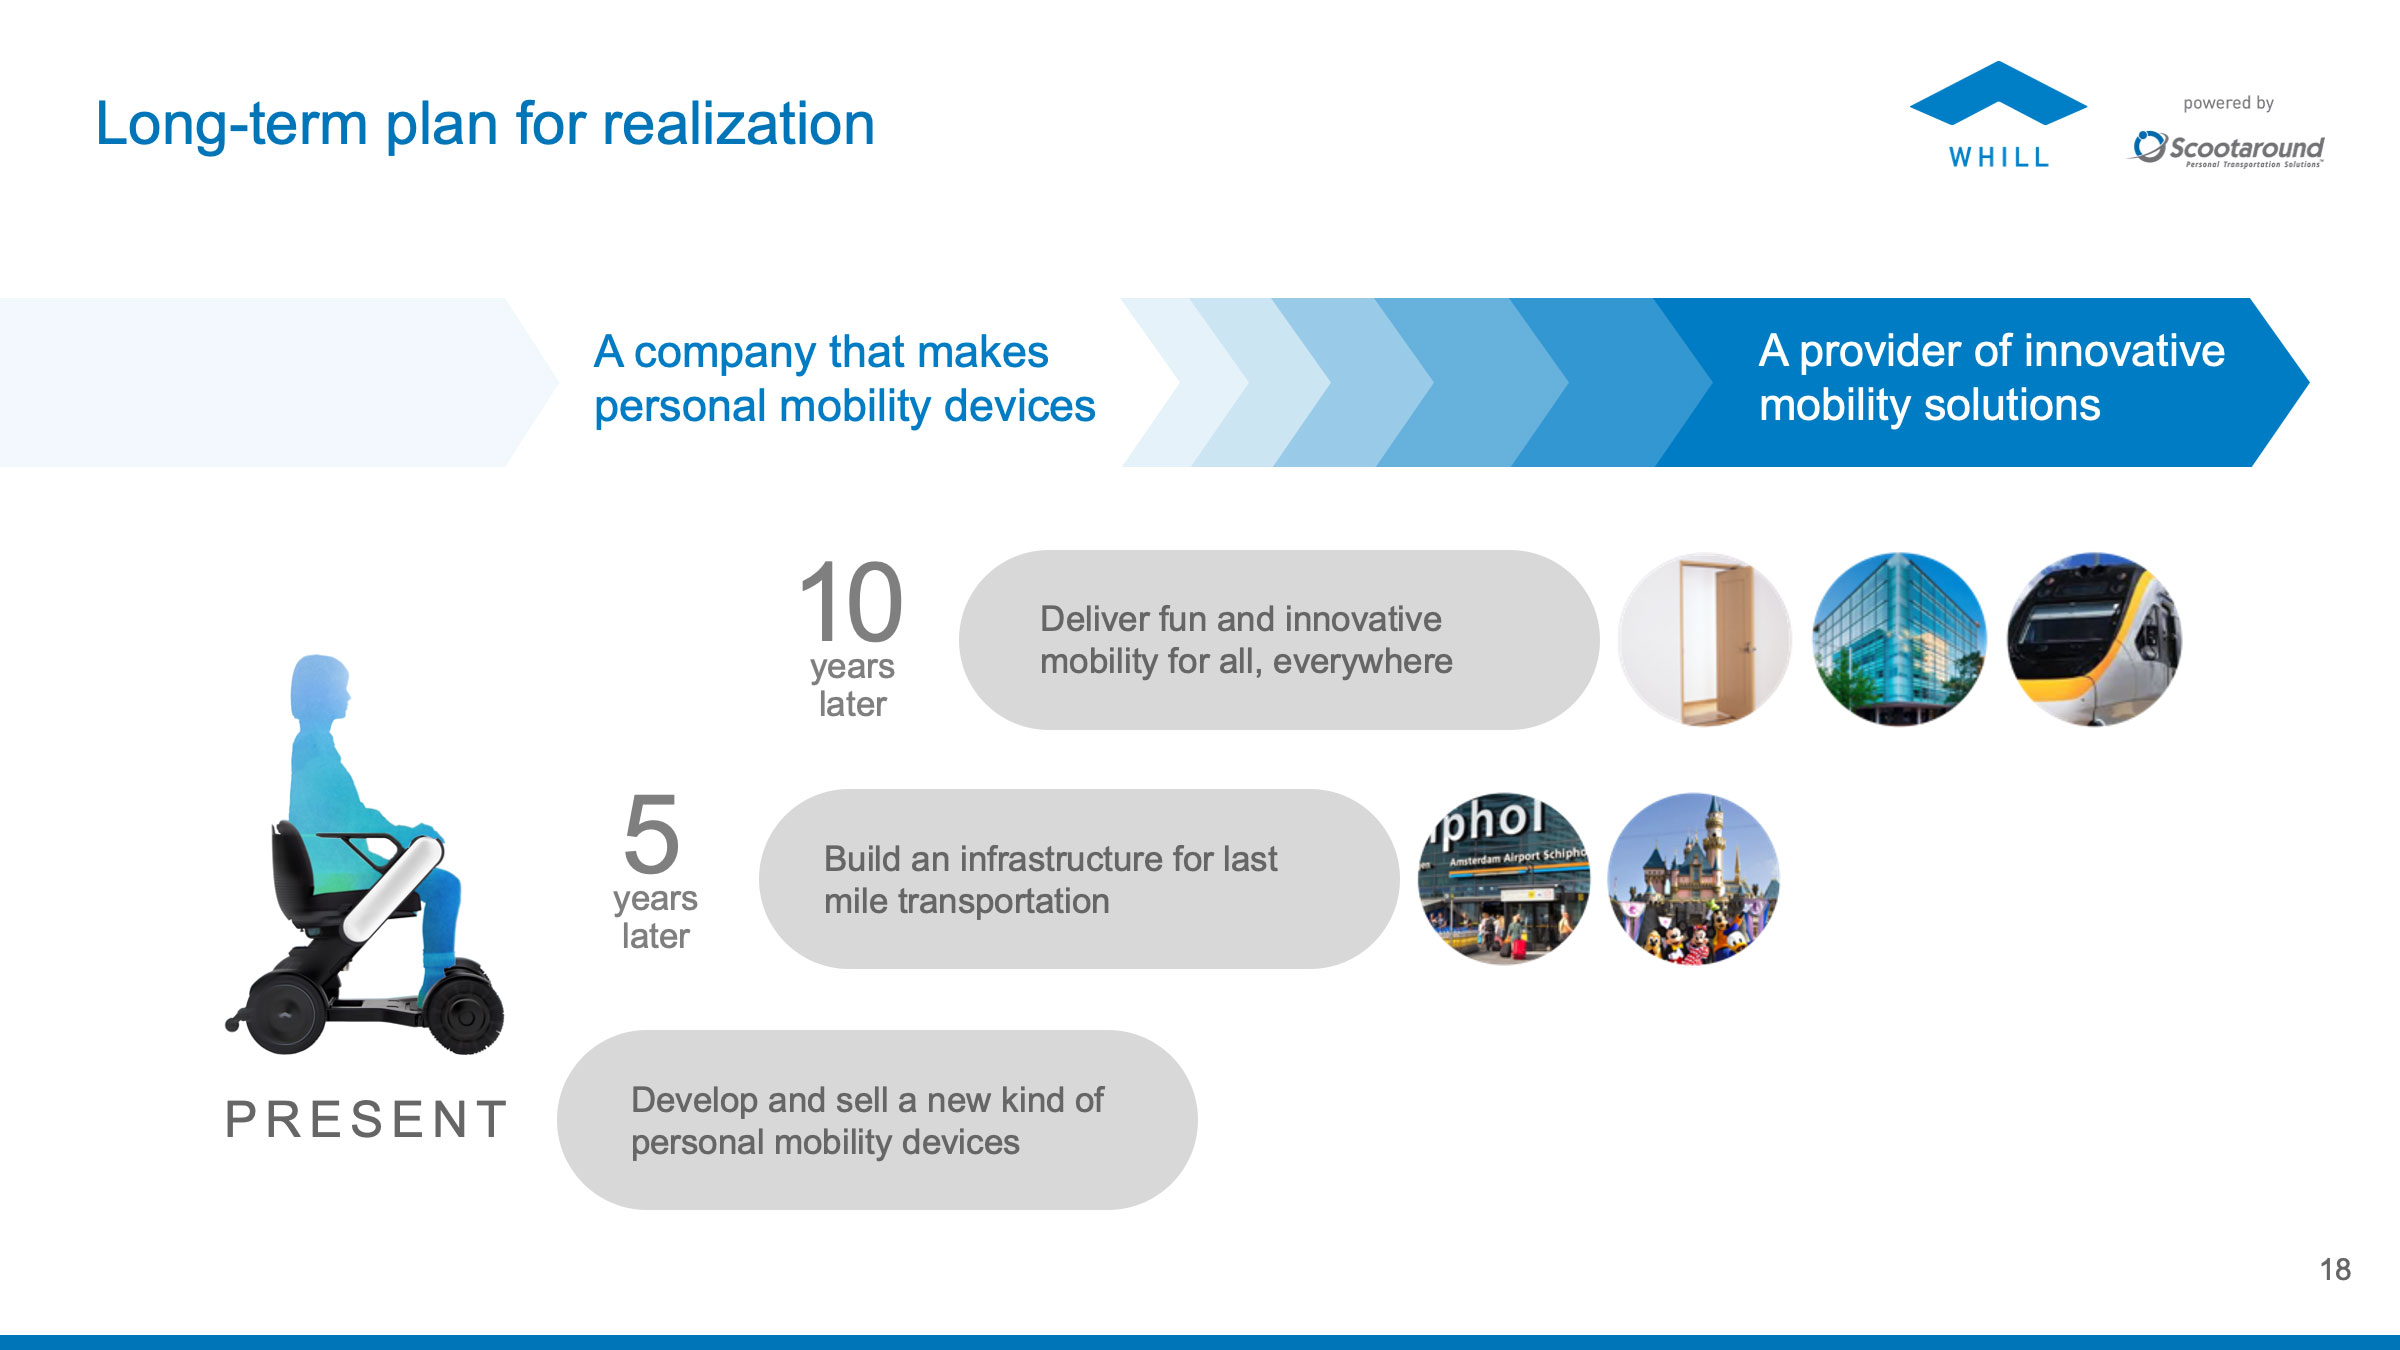 Long-term plan for realization
WHILL
powered by
Scootaround
Personal Transportation Solutions™
A company that makes
personal mobility devices
A provider of innovative
mobility solutions
10
years
later
Deliver fun and innovative
mobility for all, everywhere
5
years
later
Build an infrastructure for last
mile transportation
iphol
Amsterdam Airport Schipho
PRESENT
Develop and sell a new kind of
personal mobility devices
18